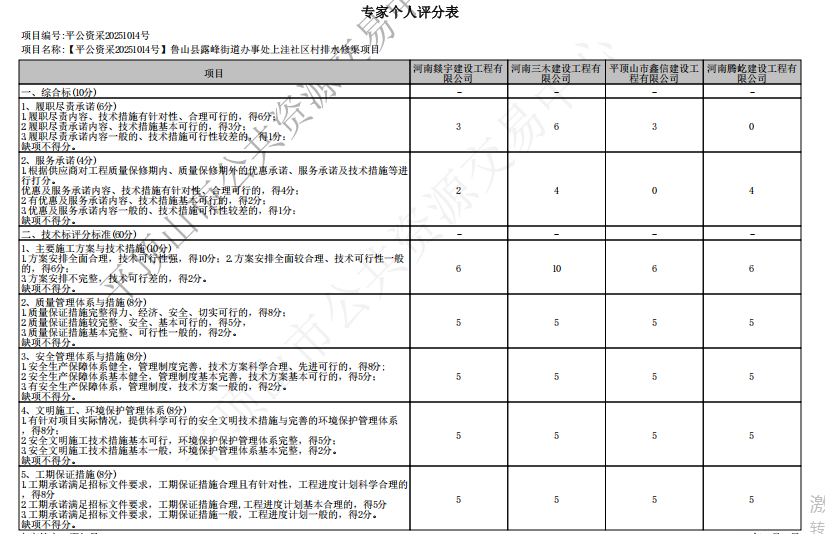 专家个人评分表
项目编号:平公资采20251014号
项目名称:【平公资采20251014号】鲁山县露峰街道办事处上洼社区村排水修渠项目
项目 河南燚宇建设工程有限公司 河南三木建设工程有限公司 平顶山市鑫信建设工程有限公司 河南腾屹建设工程有限公司
一、综合标(10分) - - - -
1、履职尽责承诺(6分)
1.履职尽责内容、技术措施有针对性、合理可行的，得6分；
2.履职尽责承诺内容、技术措施基本可行的，得3分；
3.履职尽责承诺内容一般的、技术措施可行性较差的，得1分；
缺项不得分。
3 6 3 0
2、服务承诺(4分)
1.根据供应商对工程质量保修期内、质量保修期外的优惠承诺、服务承诺及技术措施等进
行打分。
优惠及服务承诺内容、技术措施有针对性、合理可行的，得4分；
2.有优惠及服务承诺内容、技术措施基本可行的，得2分；
3.优惠及服务承诺内容一般的、技术措施可行性较差的，得1分；
缺项不得分。
2 4 0 4
二、技术标评分标准(60分) - - - -
1、主要施工方案与技术措施(10分)
1.方案安排全面合理，技术可行性强，得10分；2.方案安排全面较合理、技术可行性一般
的，得6分；
3.方案安排不完整，技术可行差的，得2分。
缺项不得分。
6 10 6 6
2、质量管理体系与措施(8分)
1.质量保证措施完整得力、经济、安全、切实可行的，得8分；
2.质量保证措施较完整、安全、基本可行的，得5分，
3.质量保证措施基本完整、可行性一般的，得2分。
缺项不得分。
5 5 5 5
3、安全管理体系与措施(8分)
1.安全生产保障体系健全，管理制度完善，技术方案科学合理、先进可行的，得8分；
2.安全生产保障体系基本健全，管理制度基本完善，技术方案基本可行的，得5分；
3.有安全生产保障体系，管理制度，技术方案一般的，得2分。
缺项不得分。
5 5 5 5
4、文明施工、环境保护管理体系(8分)
1.有针对项目实际情况，提供科学可行的安全文明技术措施与完善的环境保护管理体系
，得8分；
2.安全文明施工技术措施基本可行，环境保护保护管理体系完整，得5分；
3.安全文明施工技术措施基本一般，环境保护管理体系基本完整，得2分。
缺项不得分。
5 5 5 5
5、工期保证措施(8分)
1.工期承诺满足招标文件要求，工期保证措施合理且有针对性，工程进度计划科学合理的
，得8分
2.工期承诺满足招标文件要求，工期保证措施合理，工程进度计划基本合理的，得5分
3.工期承诺满足招标文件要求，工期保证措施一般，工程进度计划一般的，得2分。
缺项不得分。
5 5 5 5
平顶山市公共资源交易中心
平顶山市公共资源交易中心
激
转